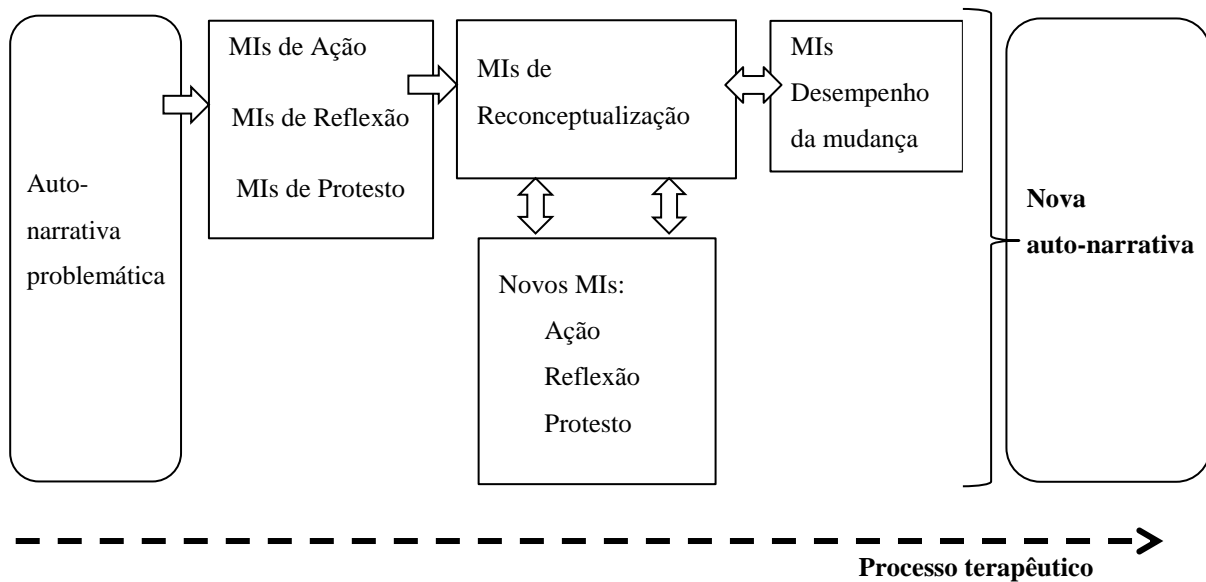 Auto-
narrativa
problemática
MIs de Ação
MIs de Reflexão
MIs de Protesto
MIs de
Reconceptualização
MIs
Desempenho
da mudança
Novos MIs:
Ação
Reflexão
Protesto
Nova
auto-narrativa
Processo terapêutico